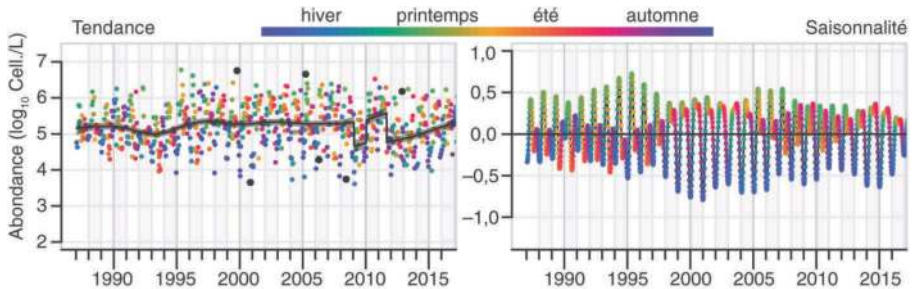 hiver printemps été automne
Tendance Saisonnalité
Abondance (log₁₀ Cell./L)
7
6
5
4
3
2
1990 1995 2000 2005 2010 2015
1,0
0,5
0,0
−0,5
−1,0
1990 1995 2000 2005 2010 2015